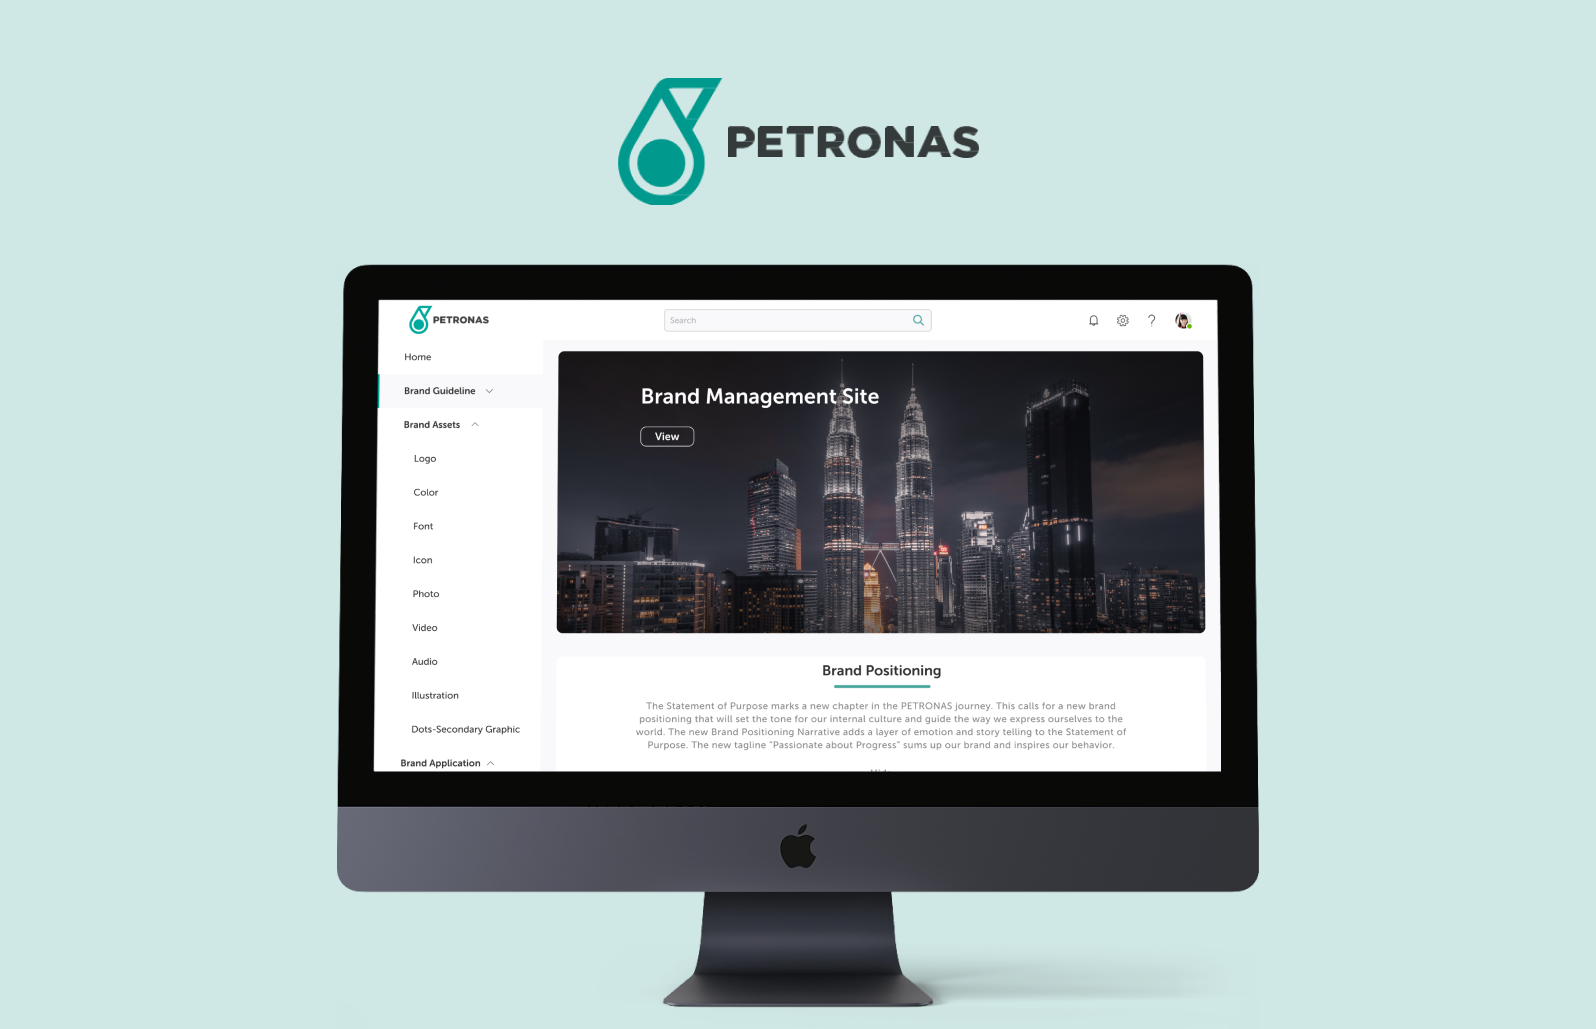 PETRONAS
PETRONAS
Search
?
Home
Brand Guideline
Brand Assets
Logo
Color
Font
Icon
Photo
Video
Audio
Illustration
Dots-Secondary Graphic
Brand Application
Brand Management Site
View
Brand Positioning
The Statement of Purpose marks a new chapter in the PETRONAS journey. This calls for a new brand
positioning that will set the tone for our internal culture and guide the way we express ourselves to the
world. The new Brand Positioning Narrative adds a layer of emotion and story telling to the Statement of
Purpose. The new tagline "Passionate about Progress" sums up our brand and inspires our behavior.